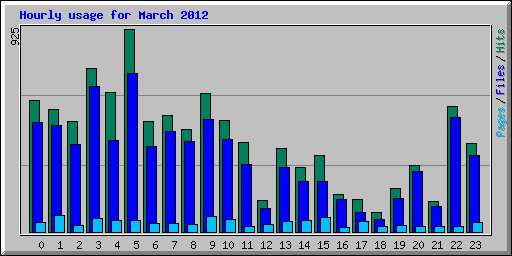 Hourly usage for March 2012
925
Pages / Files / Hits
0 1 2 3 4 5 6 7 8 9 10 11 12 13 14 15 16 17 18 19 20 21 22 23